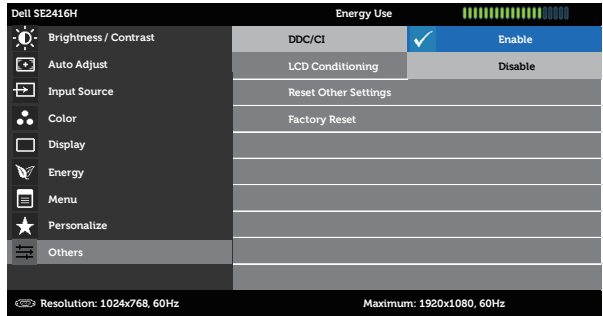 Dell SE2416H Energy Use
Brightness / Contrast DDC/CI Enable
Auto Adjust LCD Conditioning Disable
Input Source Reset Other Settings
Color Factory Reset
Display
Energy
Menu
Personalize
Others
Resolution: 1024x768, 60Hz Maximum: 1920x1080, 60Hz